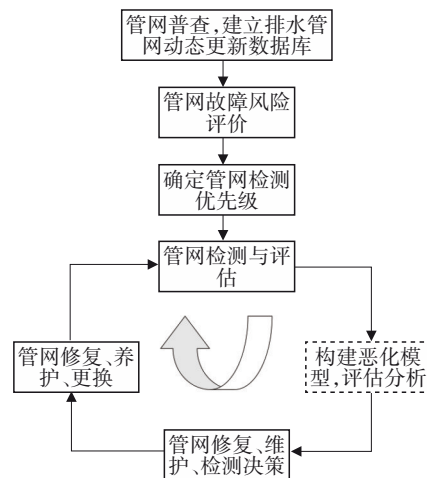 管网普查,建立排水管
网动态更新数据库
管网故障风险
评价
确定管网检测
优先级
管网检测与评
估
管网修复、养
护、更换
构建恶化模
型,评估分析
管网修复、维
护、检测决策